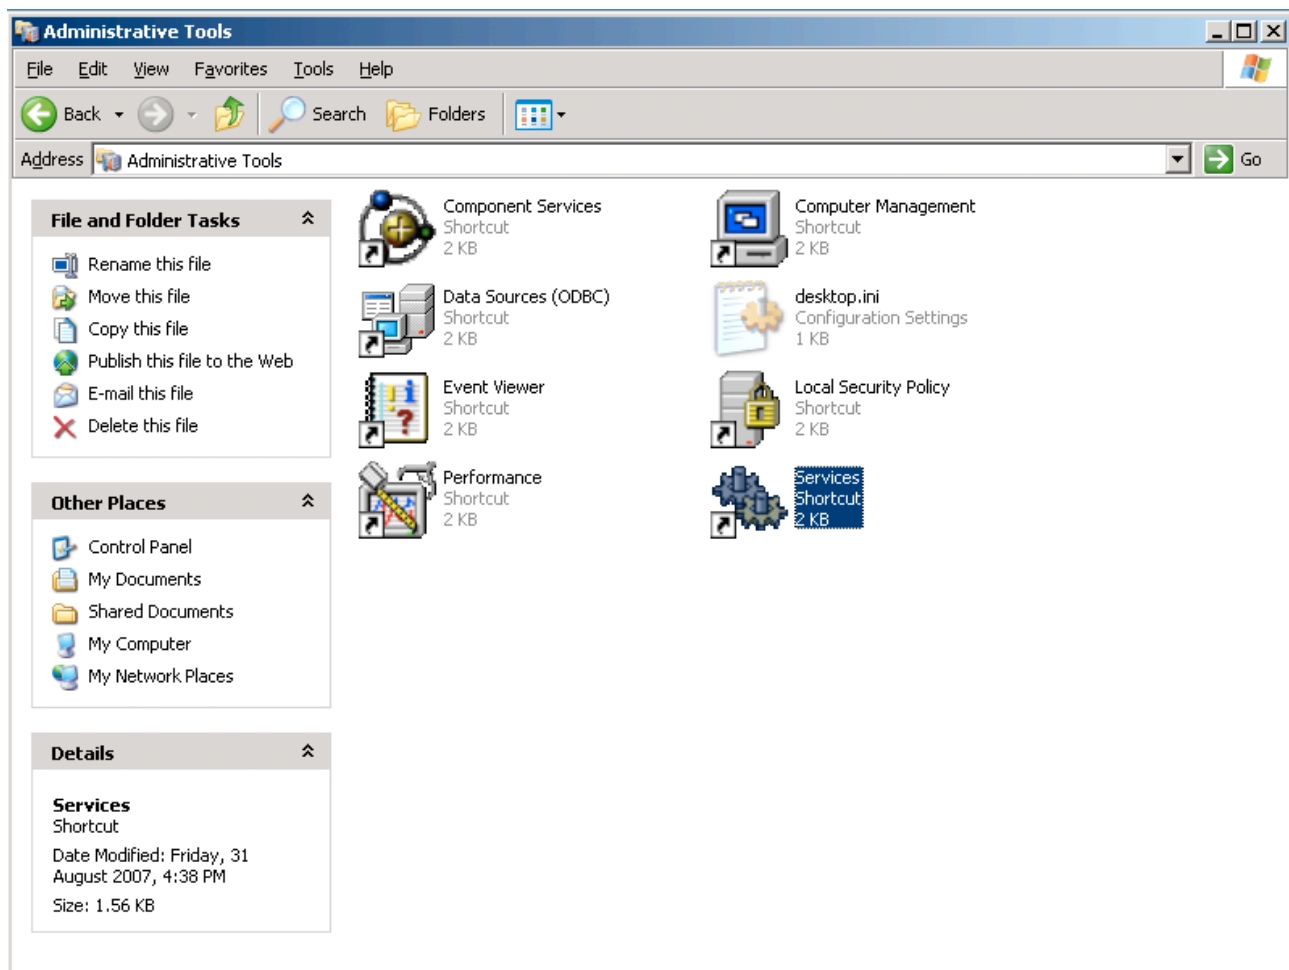 Administrative Tools
File Edit View Favorites Tools Help
Back Search Folders
Address Administrative Tools Go
File and Folder Tasks
Rename this file
Move this file
Copy this file
Publish this file to the Web
E-mail this file
Delete this file
Other Places
Control Panel
My Documents
Shared Documents
My Computer
My Network Places
Details
Services
Shortcut
Date Modified: Friday, 31
August 2007, 4:38 PM
Size: 1.56 KB
Component Services
Shortcut
2 KB
Computer Management
Shortcut
2 KB
Data Sources (ODBC)
Shortcut
2 KB
desktop.ini
Configuration Settings
1 KB
Event Viewer
Shortcut
2 KB
Local Security Policy
Shortcut
2 KB
Performance
Shortcut
2 KB
Services
Shortcut
2 KB